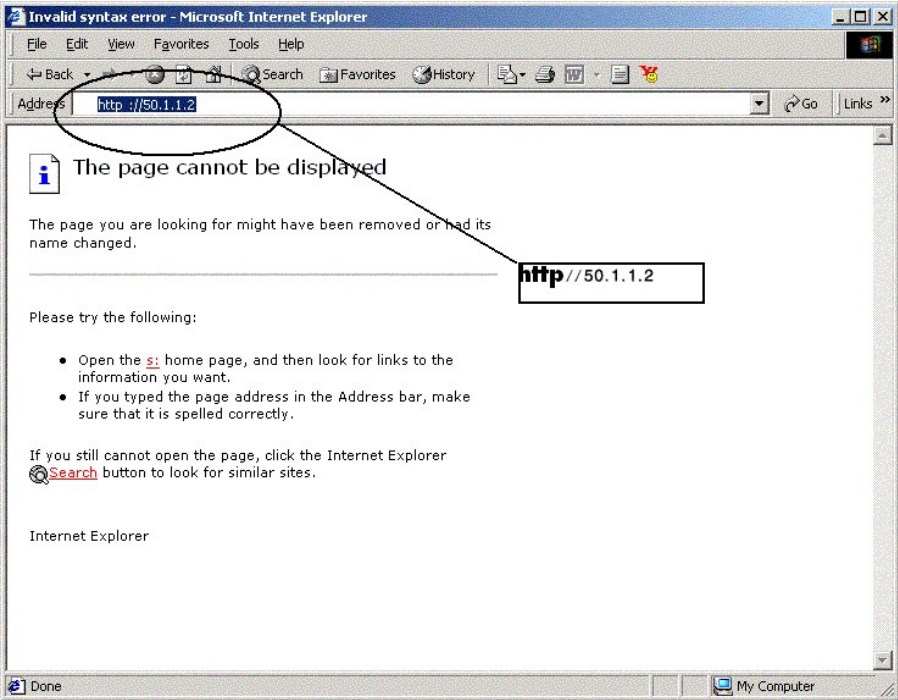 Invalid syntax error - Microsoft Internet Explorer
File Edit View Favorites Tools Help
Back Search Favorites History
Address http ://50.1.1.2 Go Links »
The page cannot be displayed
The page you are looking for might have been removed or had its
name changed.
http//50.1.1.2
Please try the following:
• Open the s: home page, and then look for links to the
information you want.
• If you typed the page address in the Address bar, make
sure that it is spelled correctly.
If you still cannot open the page, click the Internet Explorer
Search button to look for similar sites.
Internet Explorer
Done My Computer